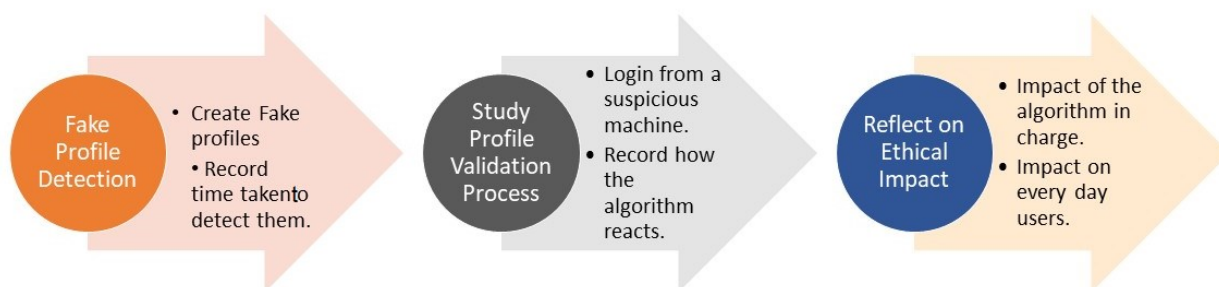 Fake
Profile
Detection
• Create Fake
profiles
• Record
time takento
detect them.
Study
Profile
Validation
Process
• Login from a
suspicious
machine.
• Record how
the
algorithm
reacts.
Reflect on
Ethical
Impact
• Impact of the
algorithm in
charge.
• Impact on
every day
users.